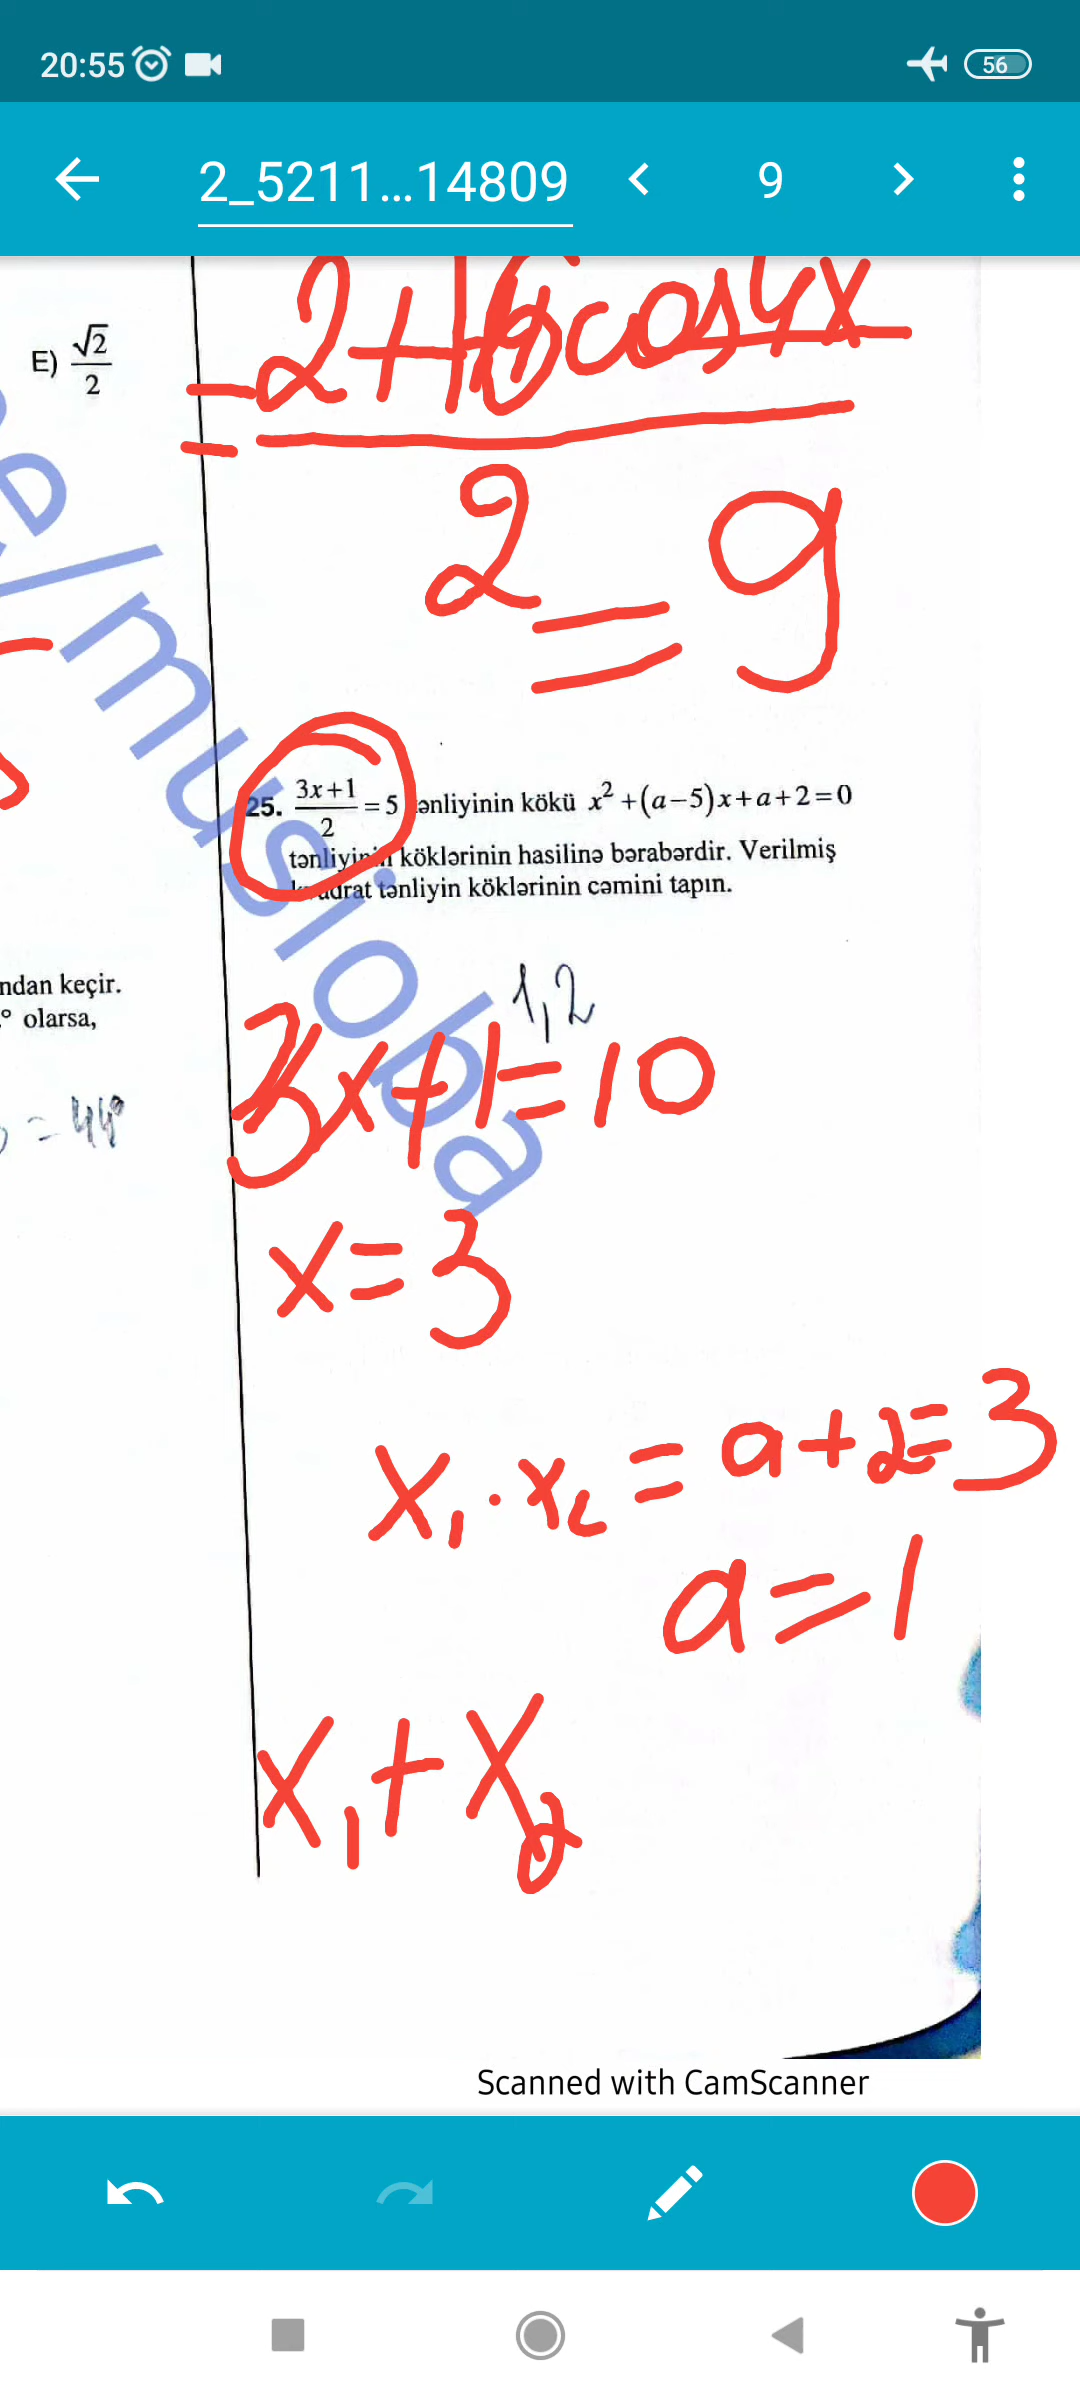 20:55 56
2_5211...14809 9
E) √2/2
-2+16cos4x
=
2
= 9
25. 3x+1/2 = 5 tənliyinin kökü x² +(a−5)x+a+2=0
tənliyinin köklərinin hasilinə bərabərdir. Verilmiş
kvadrat tənliyin köklərinin cəmini tapın.
ndan keçir.
° olarsa,
= 44°
1,2
3x+1=10
x=3
x₁·x₂=a+2=3
a=1
x₁+x₂
e/musioba
Scanned with CamScanner